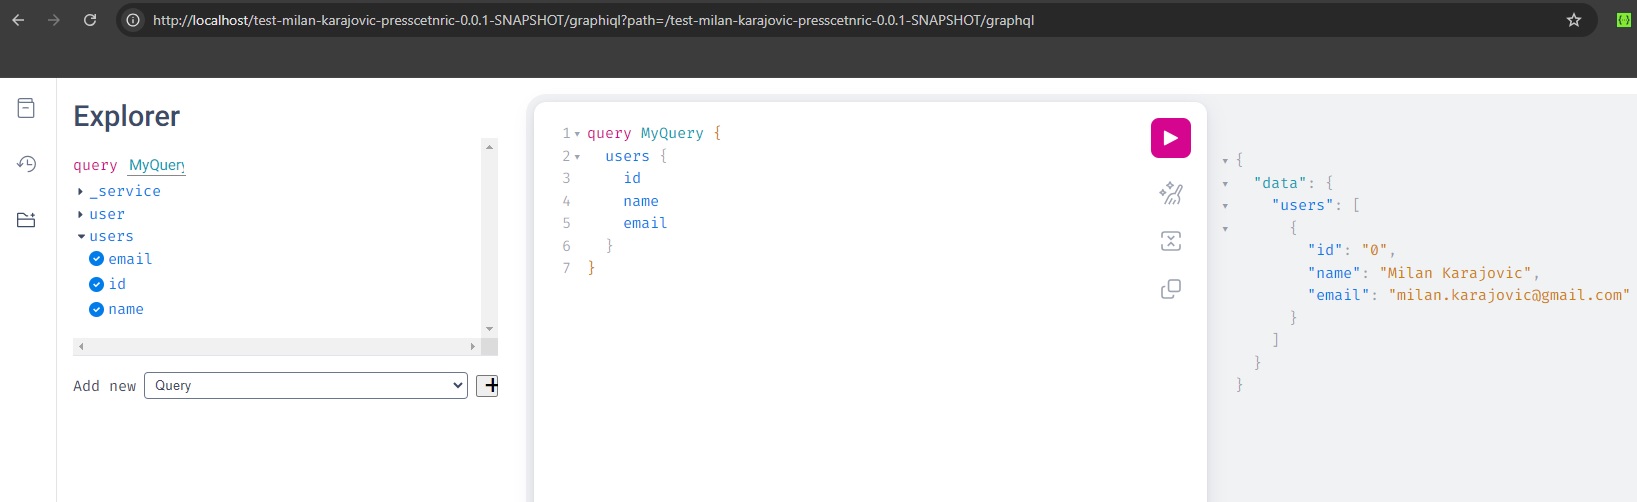 http://localhost/test-milan-karajovic-presscetnric-0.0.1-SNAPSHOT/graphiql?path=/test-milan-karajovic-presscetnric-0.0.1-SNAPSHOT/graphql
Explorer
query MyQuery
_service
user
users
email
id
name
Add new Query +
1 query MyQuery {
2 users {
3 id
4 name
5 email
6 }
7 }
{
"data": {
"users": [
{
"id": "0",
"name": "Milan Karajovic",
"email": "milan.karajovic@gmail.com"
}
]
}
}